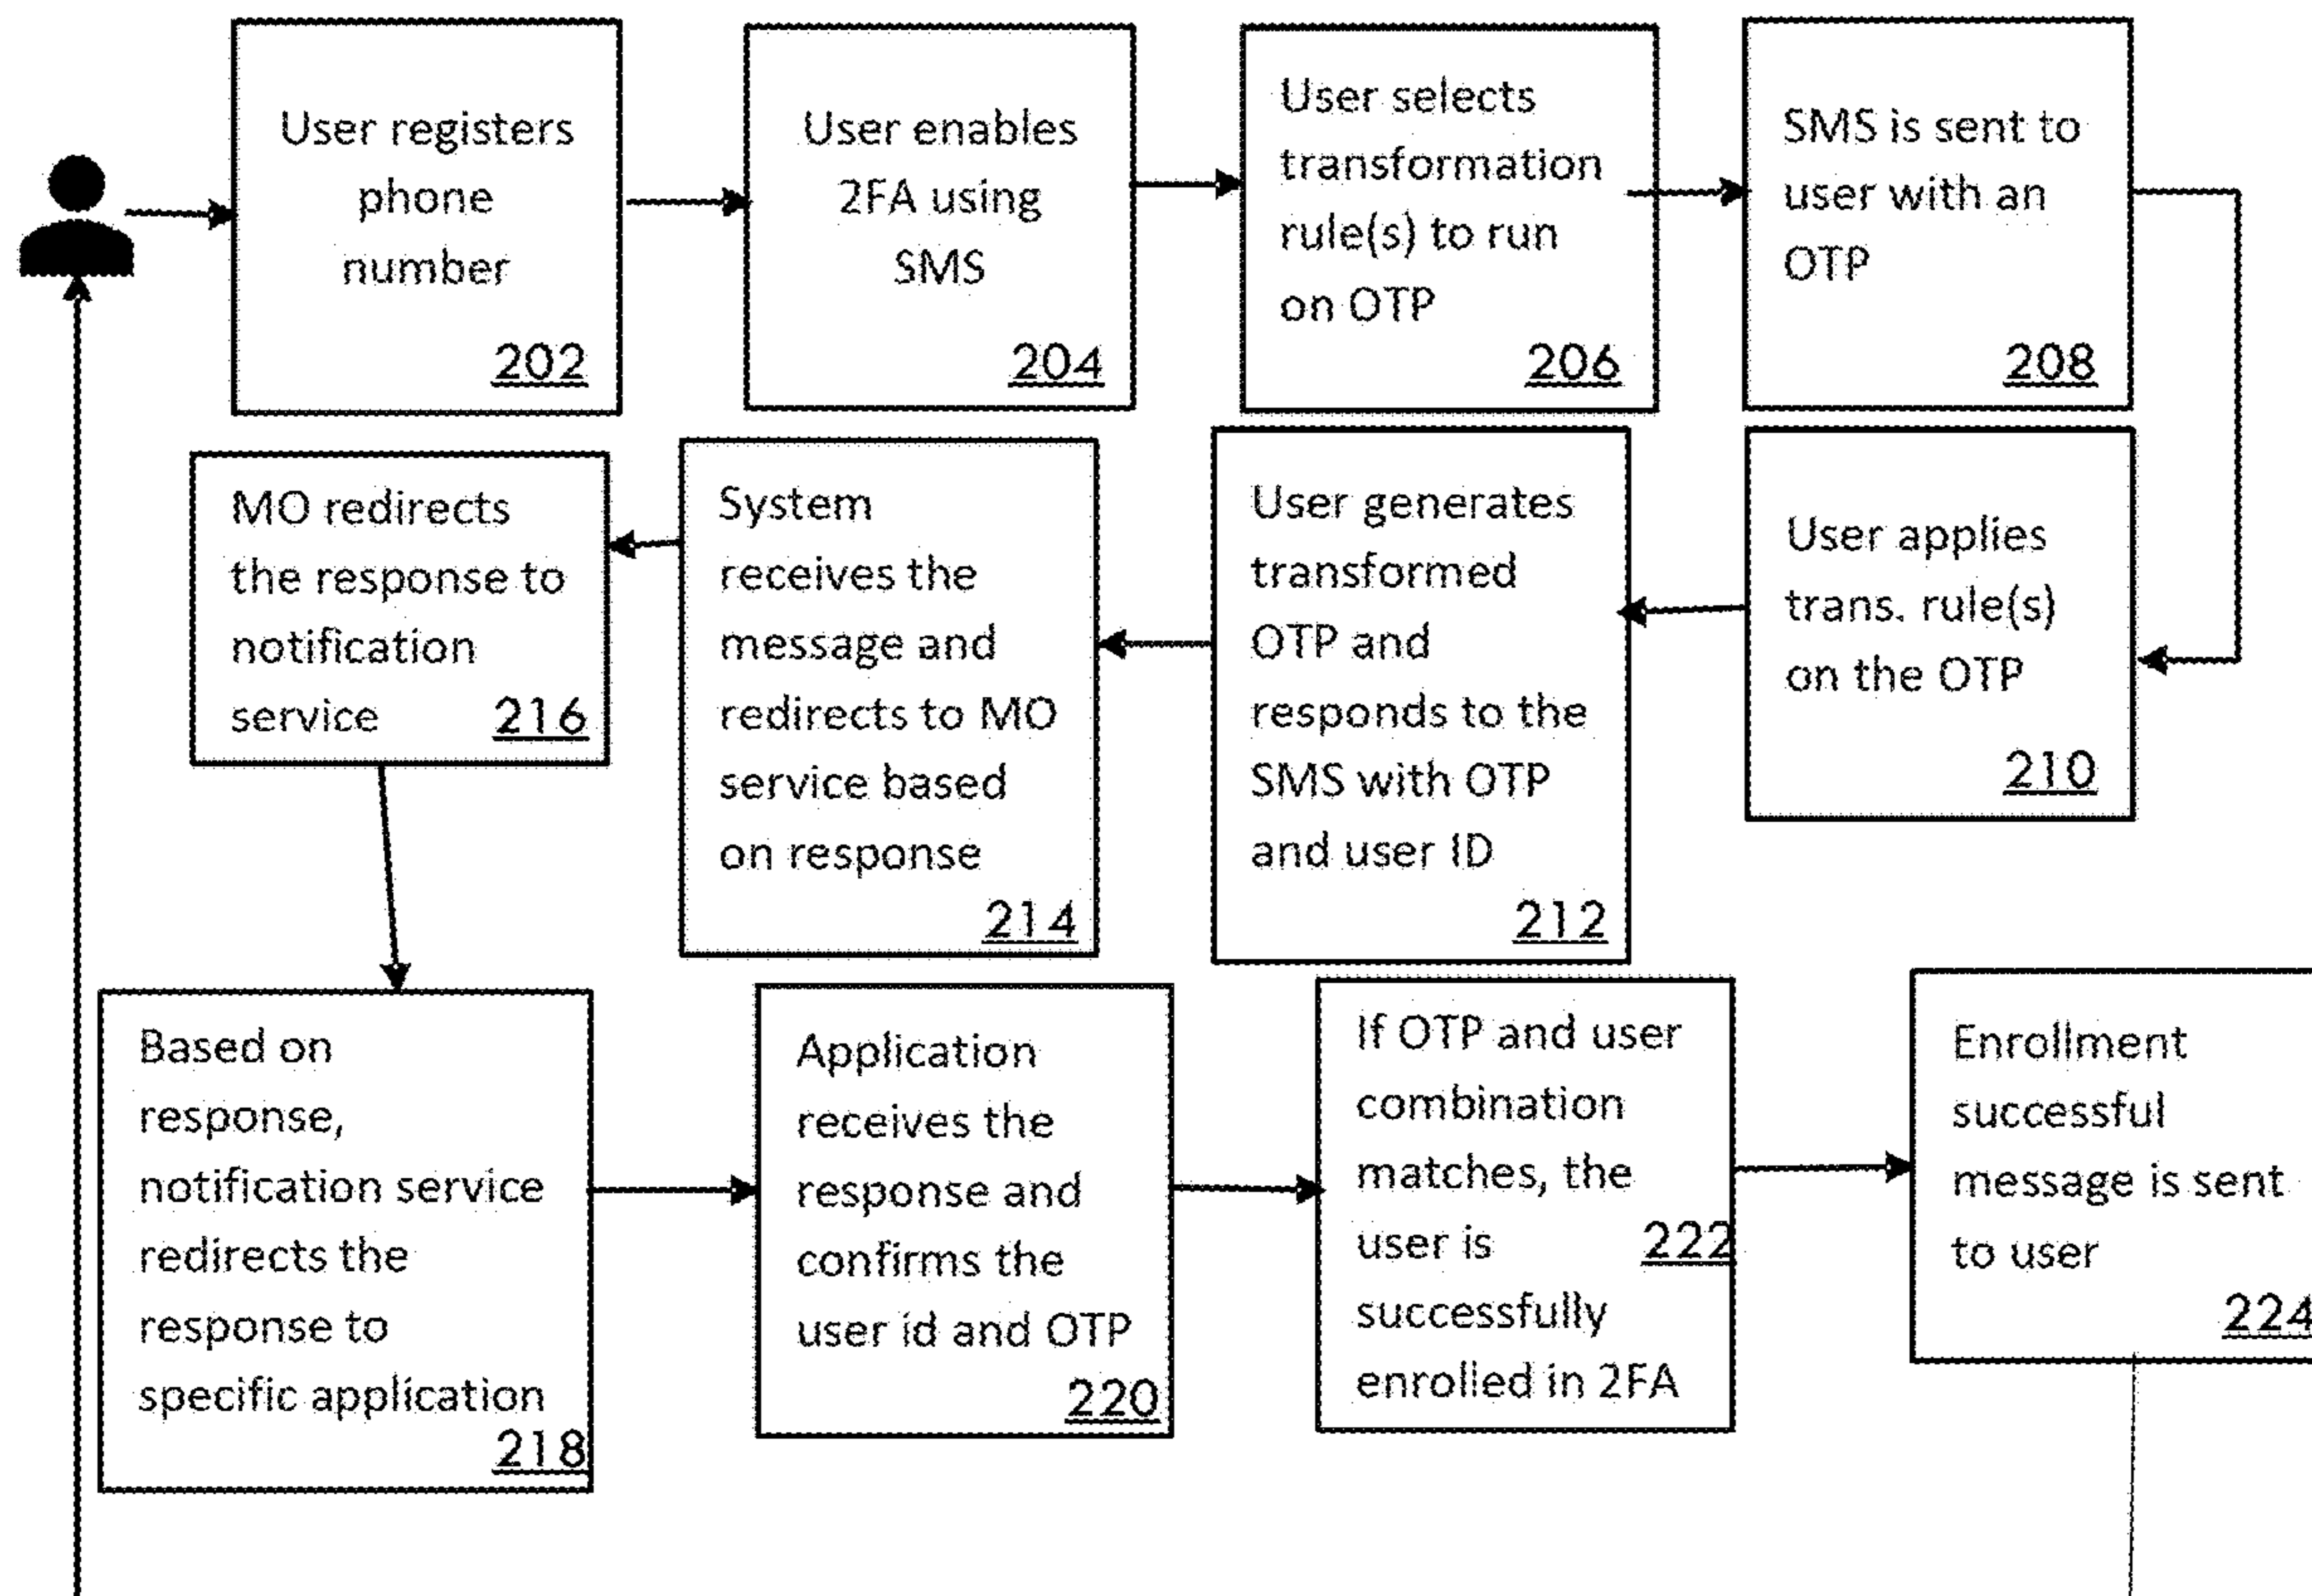 User registers
phone
number
202
User enables
2FA using
SMS
204
User selects
transformation
rule(s) to run
on OTP
206
SMS is sent to
user with an
OTP
208
User applies
trans. rule(s)
on the OTP
210
User generates
transformed
OTP and
responds to the
SMS with OTP
and user ID
212
System
receives the
message and
redirects to MO
service based
on response
214
MO redirects
the response to
notification
service
216
Based on
response,
notification service
redirects the
response to
specific application
218
Application
receives the
response and
confirms the
user id and OTP
220
If OTP and user
combination
matches, the
user is
222
successfully
enrolled in 2FA
Enrollment
successful
message is sent
to user
224